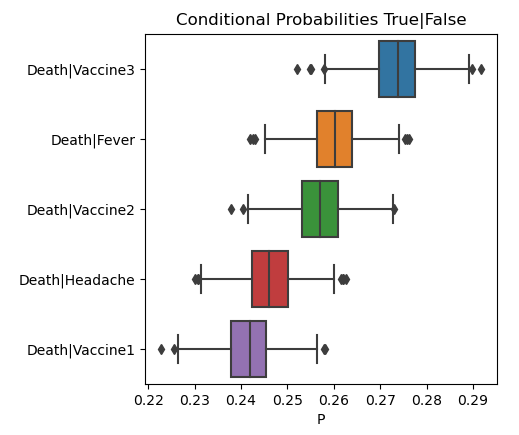 Conditional Probabilities True|False
Death|Vaccine3
Death|Fever
Death|Vaccine2
Death|Headache
Death|Vaccine1
0.22 0.23 0.24 0.25 0.26 0.27 0.28 0.29
P